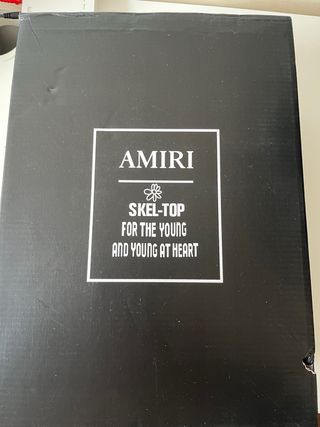 AMIRI
SKEL-TOP
FOR THE YOUNG
AND YOUNG AT HEART